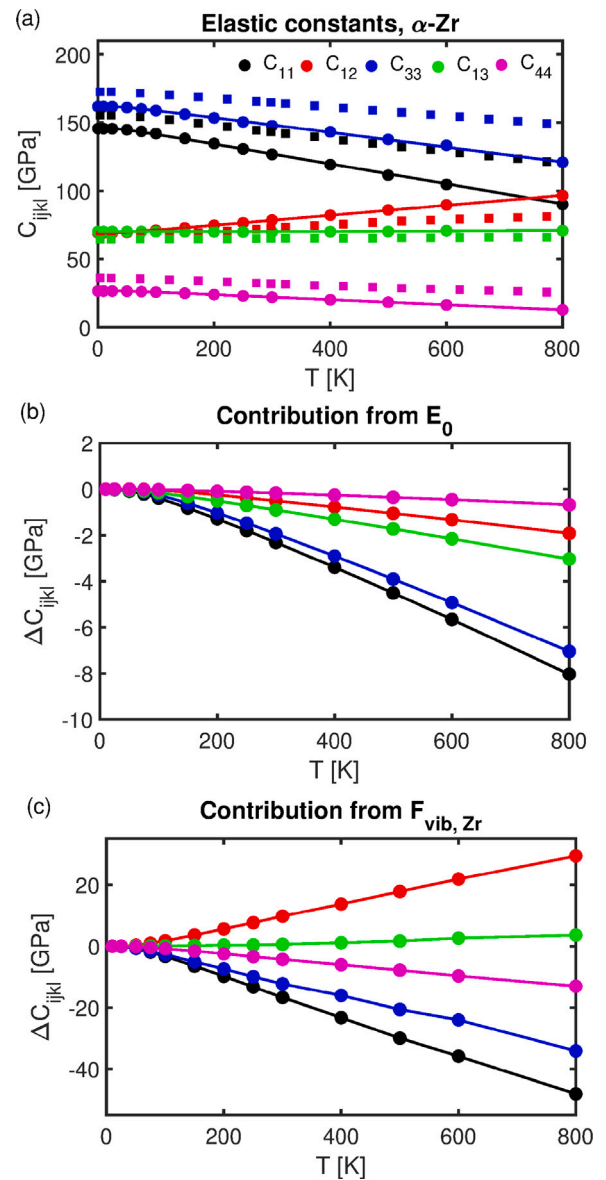 (a)
Elastic constants, α-Zr
C11 C12 C33 C13 C44
Cijkl [GPa]
200
150
100
50
0
0 200 400 600 800
T [K]
(b)
Contribution from E0
ΔCijkl [GPa]
2
0
-2
-4
-6
-8
-10
0 200 400 600 800
T [K]
(c)
Contribution from Fvib, Zr
ΔCijkl [GPa]
20
0
-20
-40
0 200 400 600 800
T [K]